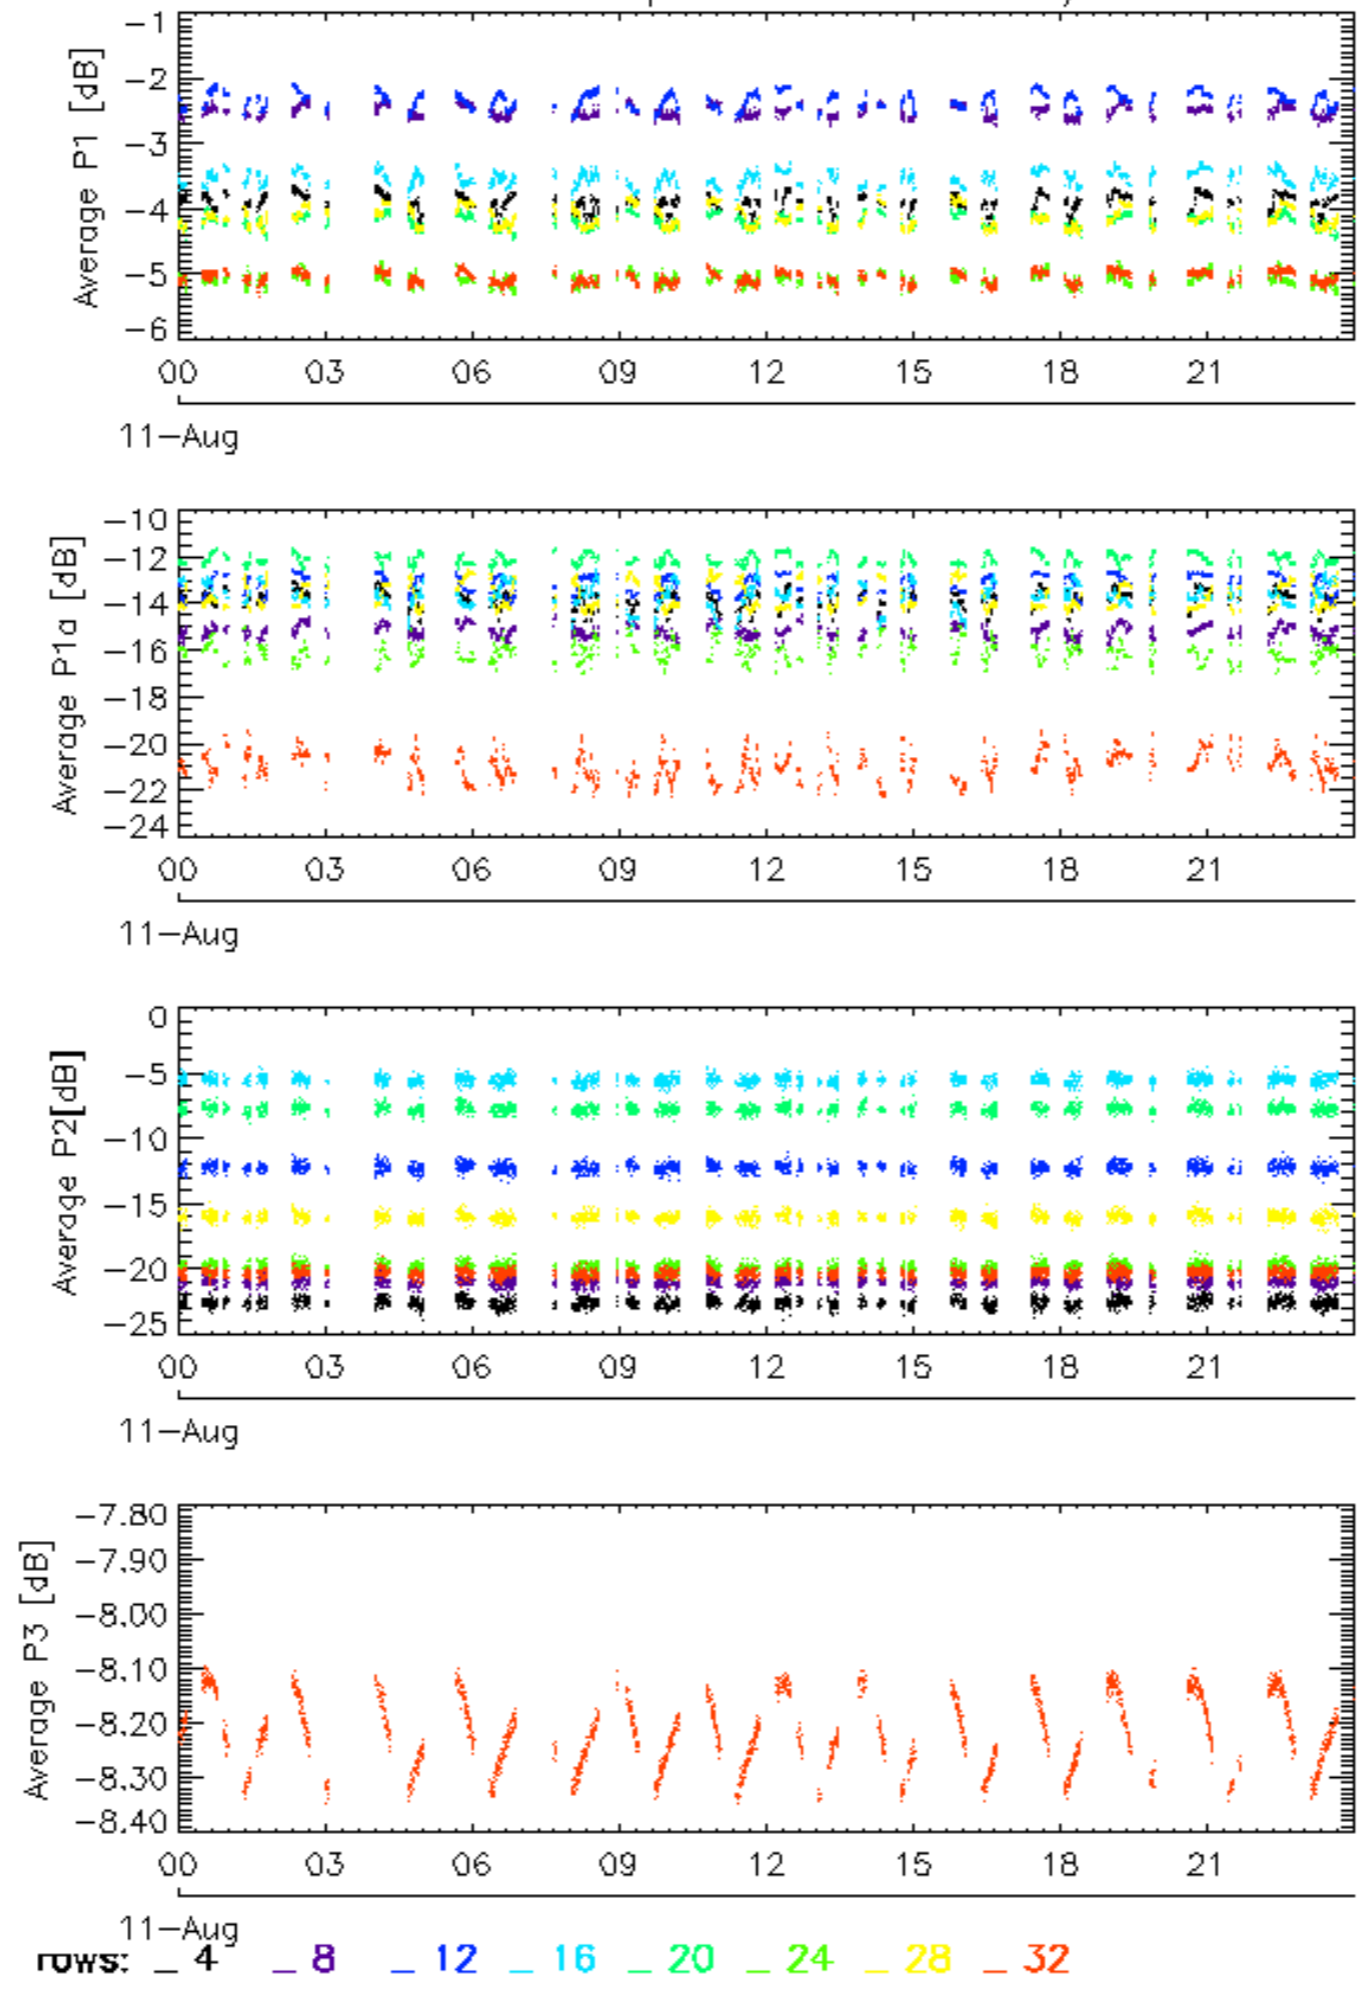 Average P1 [dB]
-1
-2
-3
-4
-5
-6
00 03 06 09 12 15 18 21
11-Aug
Average P1a [dB]
-10
-12
-14
-16
-18
-20
-22
-24
00 03 06 09 12 15 18 21
11-Aug
Average P2[dB]
0
-5
-10
-15
-20
-25
00 03 06 09 12 15 18 21
11-Aug
Average P3 [dB]
-7.80
-7.90
-8.00
-8.10
-8.20
-8.30
-8.40
00 03 06 09 12 15 18 21
11-Aug
rows: _ 4 _ 8 _ 12 _ 16 _ 20 _ 24 _ 28 _ 32